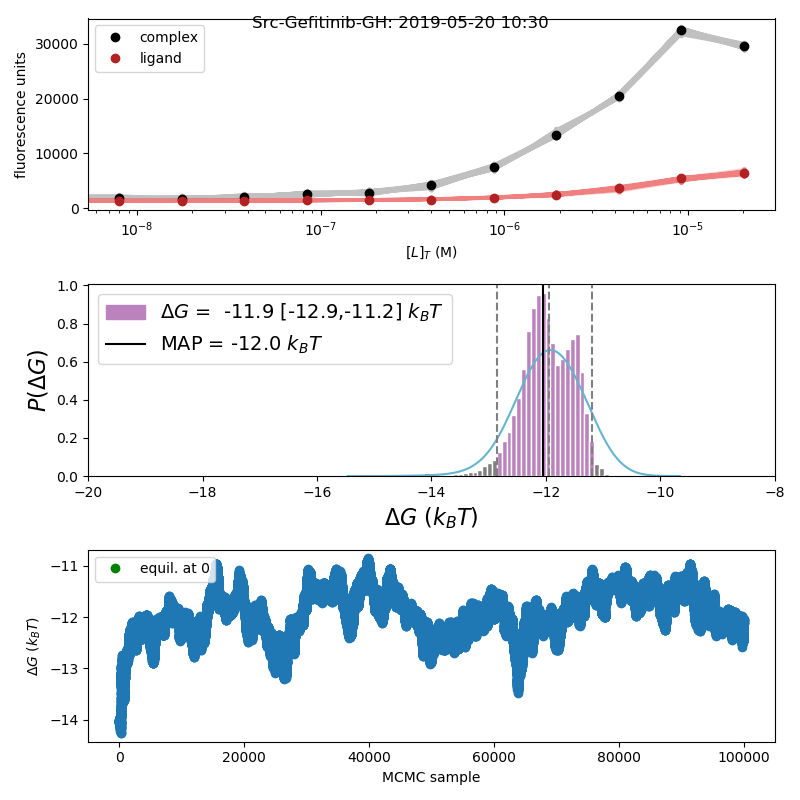 Src-Gefitinib-GH: 2019-05-20 10:30
complex
ligand
fluorescence units
30000
20000
10000
0
10⁻⁸ 10⁻⁷ 10⁻⁶ 10⁻⁵
[L]_T (M)
ΔG = -11.9 [-12.9,-11.2] k_BT
MAP = -12.0 k_BT
P(ΔG)
1.0
0.8
0.6
0.4
0.2
0.0
−20 −18 −16 −14 −12 −10 −8
ΔG (k_BT)
equil. at 0
ΔG (k_BT)
−11
−12
−13
−14
0 20000 40000 60000 80000 100000
MCMC sample